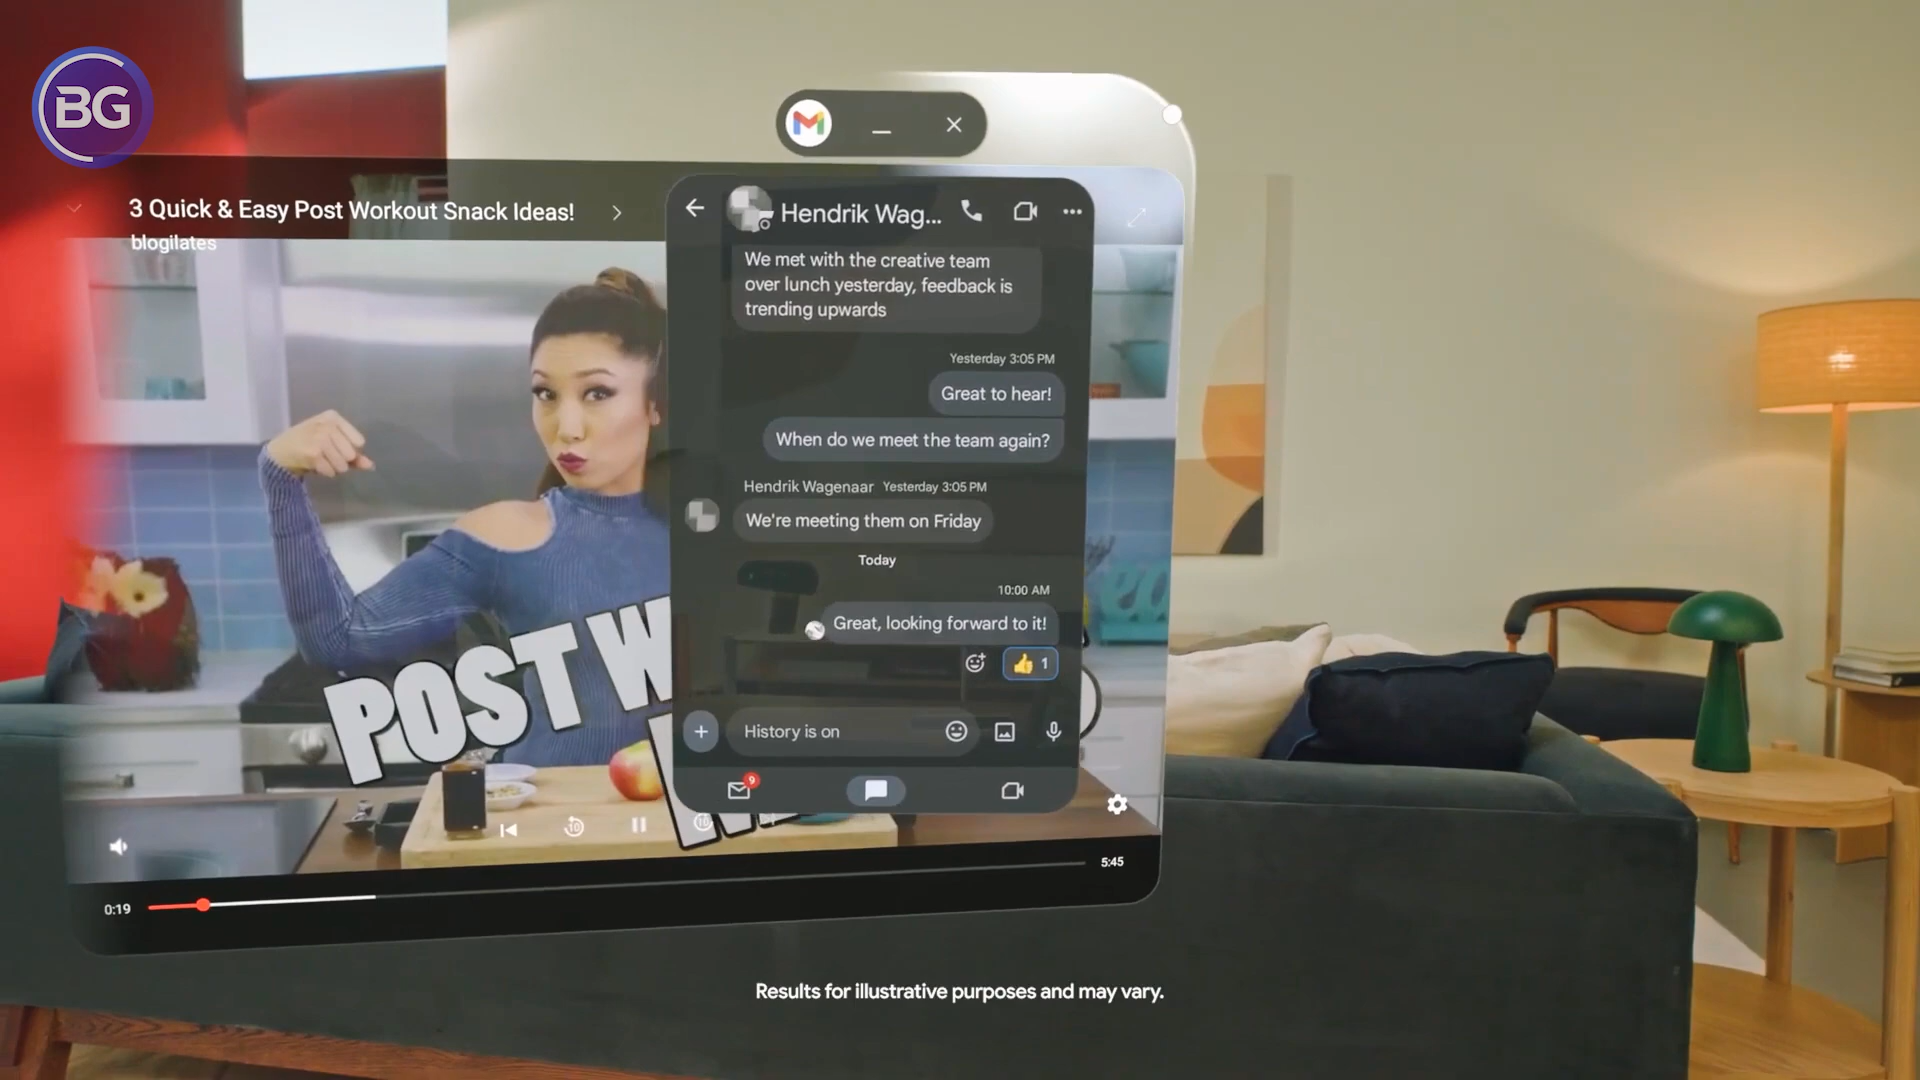 BG
3 Quick & Easy Post Workout Snack Ideas!
blogilates
POST W
Hendrik Wag...
We met with the creative team
over lunch yesterday, feedback is
trending upwards
Yesterday 3:05 PM
Great to hear!
When do we meet the team again?
Hendrik Wagenaar Yesterday 3:05 PM
We're meeting them on Friday
Today
10:00 AM
Great, looking forward to it!
👍 1
History is on
9
10
10
0:19
5:45
Results for illustrative purposes and may vary.